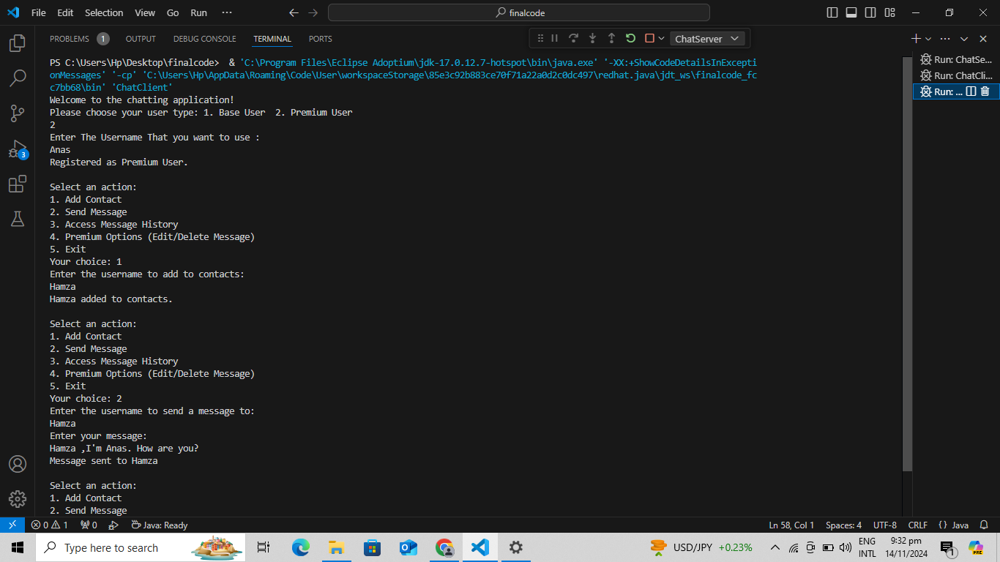 File Edit Selection View Go Run ··· finalcode
PROBLEMS 1 OUTPUT DEBUG CONSOLE TERMINAL PORTS ChatServer
PS C:\Users\Hp\Desktop\finalcode>  & 'C:\Program Files\Eclipse Adoptium\jdk-17.0.12.7-hotspot\bin\java.exe' '-XX:+ShowCodeDetailsInExcepti
onMessages' '-cp' 'C:\Users\Hp\AppData\Roaming\Code\User\workspaceStorage\85e3c92b883ce70f71a22a0d2c0dc497\redhat.java\jdt_ws\finalcode_fc
c7bb68\bin' 'ChatClient'
Welcome to the chatting application!
Please choose your user type: 1. Base User  2. Premium User
2
Enter The Username That you want to use :
Anas
Registered as Premium User.
Select an action:
1. Add Contact
2. Send Message
3. Access Message History
4. Premium Options (Edit/Delete Message)
5. Exit
Your choice: 1
Enter the username to add to contacts:
Hamza
Hamza added to contacts.
Select an action:
1. Add Contact
2. Send Message
3. Access Message History
4. Premium Options (Edit/Delete Message)
5. Exit
Your choice: 2
Enter the username to send a message to:
Hamza
Enter your message:
Hamza ,I'm Anas. How are you?
Message sent to Hamza
Select an action:
1. Add Contact
2. Send Message
Run: ChatSe...
Run: ChatCli...
Run: ...
3
0 1 0 Java: Ready Ln 58, Col 1 Spaces: 4 UTF-8 CRLF {} Java
Type here to search USD/JPY +0.23% ENG 9:32 pm
INTL 14/11/2024 1 PRE